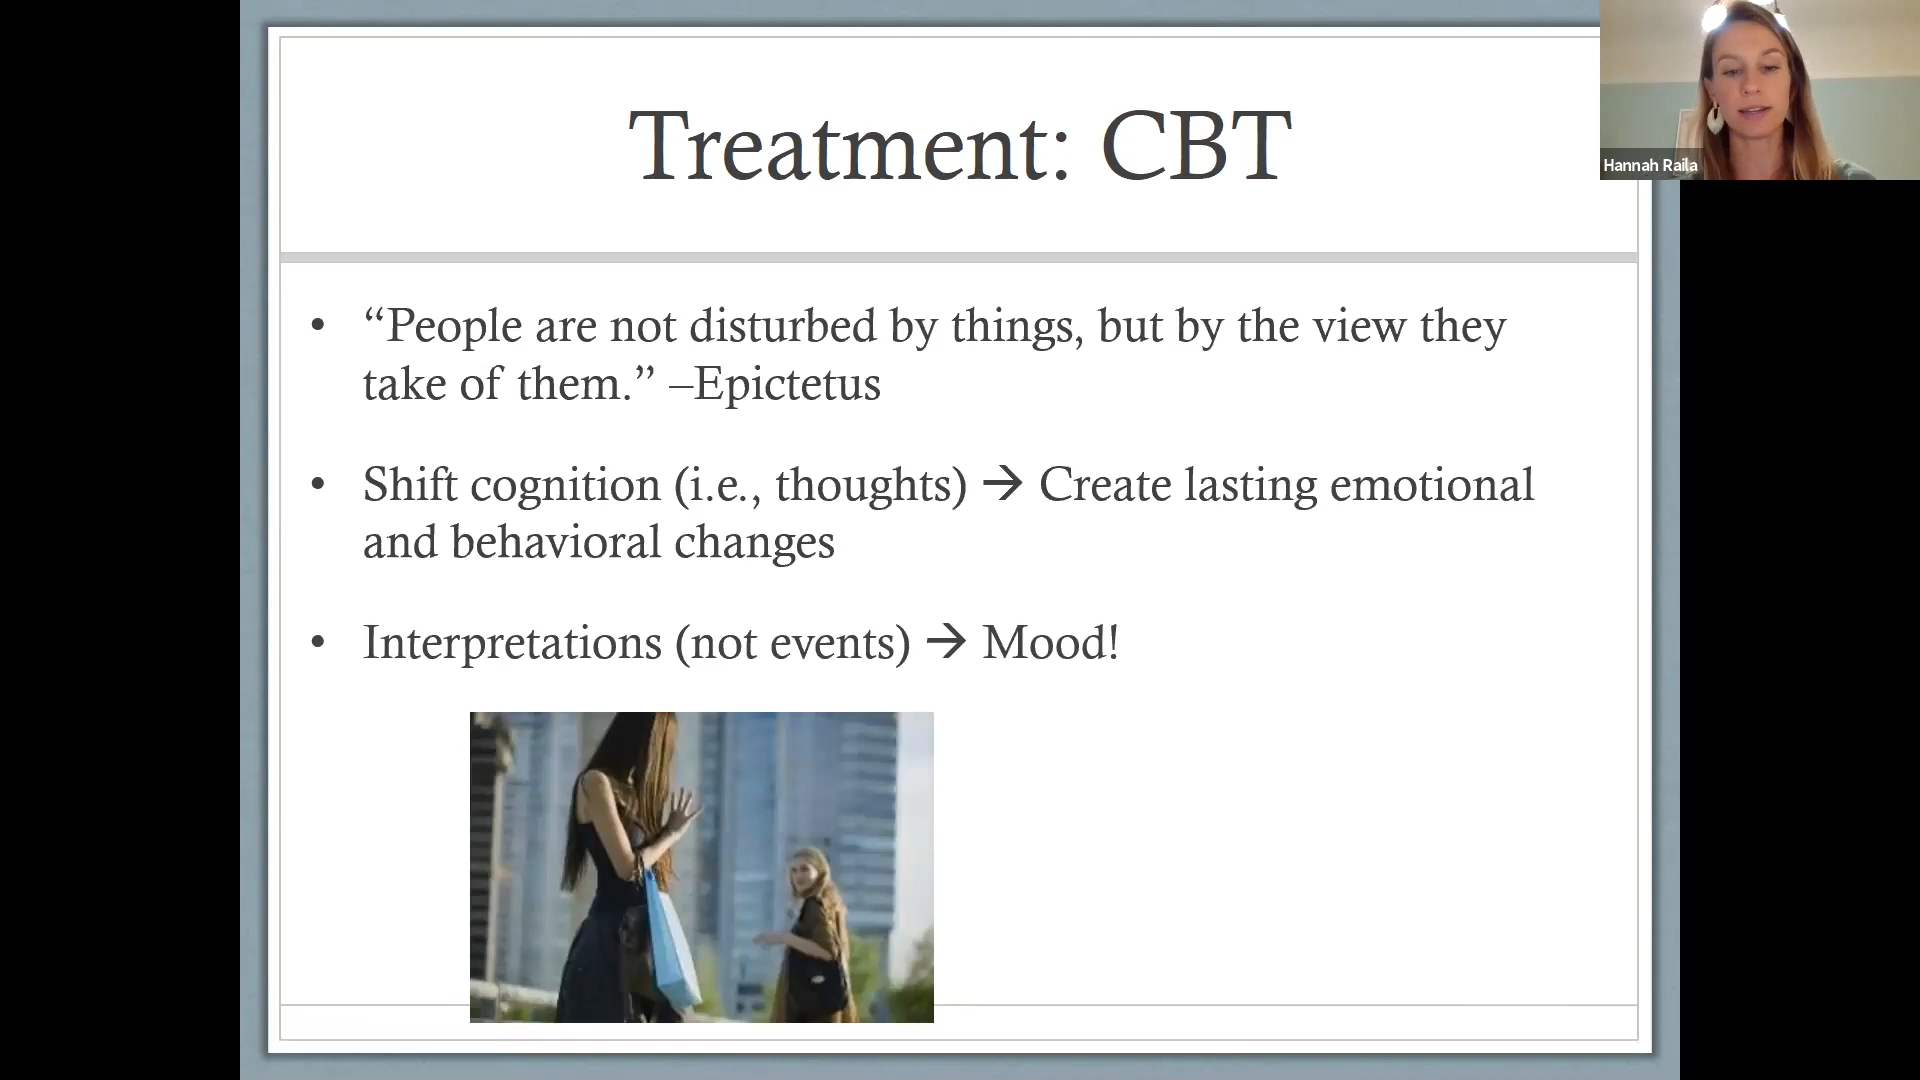 Treatment: CBT
Hannah Raila
• “People are not disturbed by things, but by the view they
take of them.” –Epictetus
• Shift cognition (i.e., thoughts) → Create lasting emotional
and behavioral changes
• Interpretations (not events) → Mood!